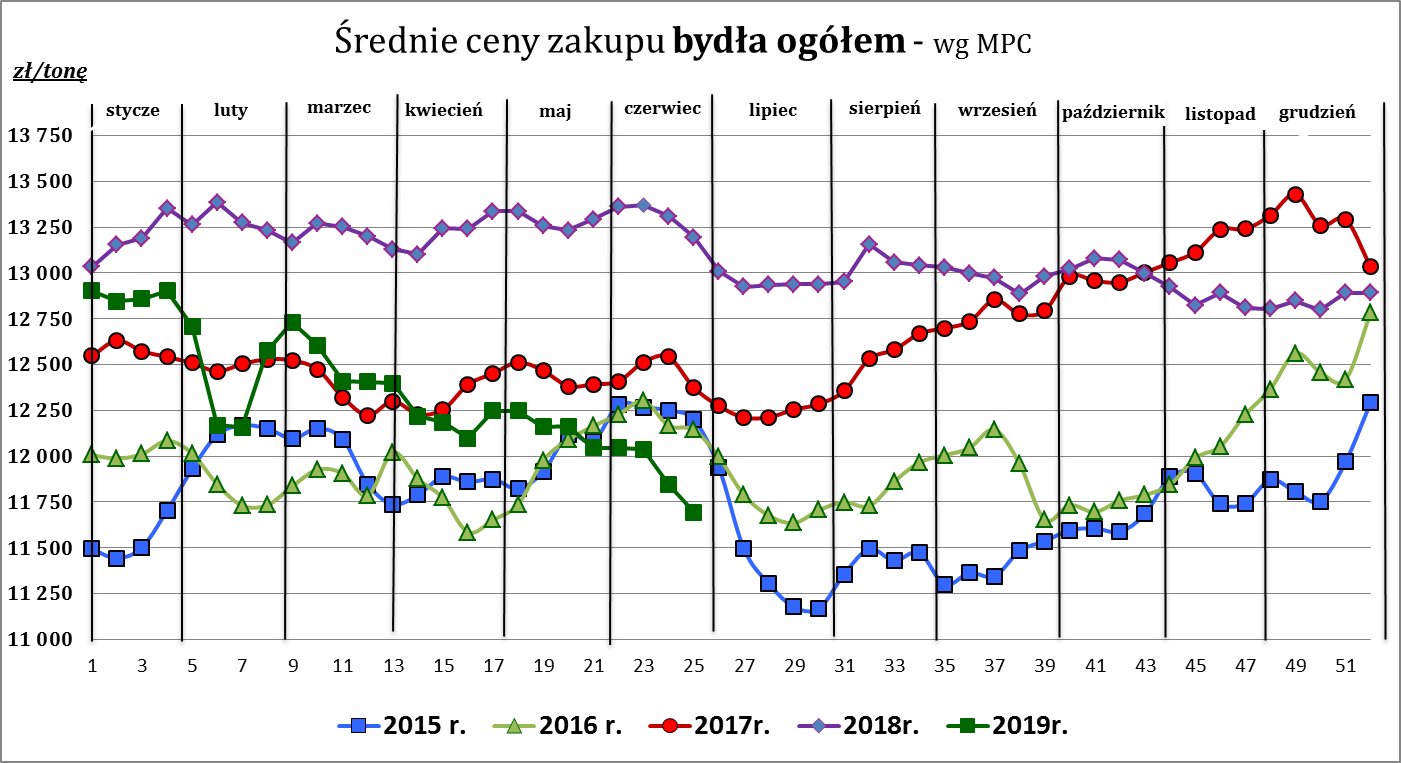 Średnie ceny zakupu bydła ogółem - wg MPC
zł/tonę
stycze luty marzec kwiecień maj czerwiec lipiec sierpień wrzesień październik listopad grudzień
13 750
13 500
13 250
13 000
12 750
12 500
12 250
12 000
11 750
11 500
11 250
11 000
1 3 5 7 9 11 13 15 17 19 21 23 25 27 29 31 33 35 37 39 41 43 45 47 49 51
2015 r. 2016 r. 2017r. 2018r. 2019r.